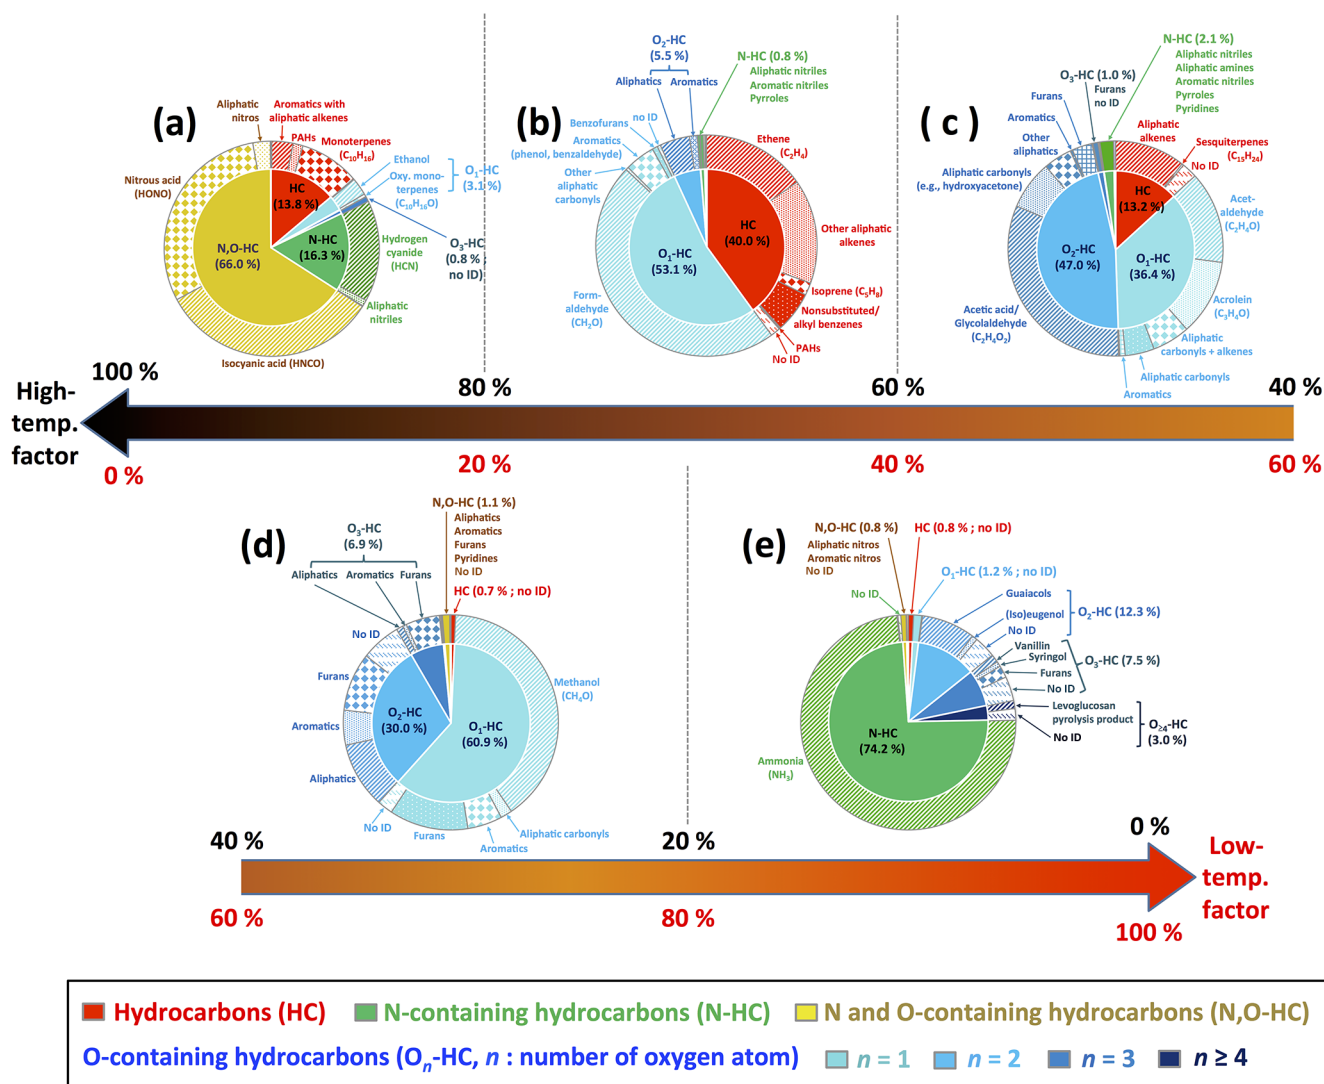 (a)
Aliphatic
nitros
Aromatics with
aliphatic alkenes
PAHs
Monoterpenes
(C10H16)
Ethanol
Oxy. mono-
terpenes
(C10H16O)
O1-HC
(3.1 %)
Nitrous acid
(HONO)
HC
(13.8 %)
N,O-HC
(66.0 %)
N-HC
(16.3 %)
Hydrogen
cyanide
(HCN)
O3-HC
(0.8 % ;
no ID)
Aliphatic
nitriles
Isocyanic acid (HNCO)
(b)
O2-HC
(5.5 %)
Aliphatics
Aromatics
N-HC (0.8 %)
Aliphatic nitriles
Aromatic nitriles
Pyrroles
no ID
Benzofurans
Aromatics
(phenol, benzaldehyde)
Other
aliphatic
carbonyls
Ethene
(C2H4)
HC
(40.0 %)
O1-HC
(53.1 %)
Other aliphatic
alkenes
Form-
aldehyde
(CH2O)
Isoprene (C5H8)
Nonsubstituted/
alkyl benzenes
PAHs
No ID
( c )
N-HC (2.1 %)
Aliphatic nitriles
Aliphatic amines
Aromatic nitriles
Pyrroles
Pyridines
O3-HC (1.0 %)
Furans
no ID
Furans
Aromatics
Other
aliphatics
Aliphatic carbonyls
(e.g., hydroxyacetone)
Aliphatic
alkenes
Sesquiterpenes
(C15H24)
No ID
HC
(13.2 %)
Acet-
aldehyde
(C2H4O)
O2-HC
(47.0 %)
O1-HC
(36.4 %)
Acetic acid/
Glycolaldehyde
(C2H4O2)
Acrolein
(C3H4O)
Aliphatic
carbonyls + alkenes
Aliphatic carbonyls
Aromatics
High-
temp.
factor
100 %
80 %
60 %
40 %
0 %
20 %
40 %
60 %
(d)
N,O-HC (1.1 %)
Aliphatics
Aromatics
Furans
Pyridines
No ID
O3-HC
(6.9 %)
Aliphatics
Aromatics
Furans
HC (0.7 % ; no ID)
No ID
Furans
Aromatics
Aliphatics
O2-HC
(30.0 %)
O1-HC
(60.9 %)
Methanol
(CH4O)
No ID
Furans
Aromatics
Aliphatic carbonyls
(e)
N,O-HC (0.8 %)
Aliphatic nitros
Aromatic nitros
No ID
HC (0.8 % ; no ID)
O1-HC (1.2 % ; no ID)
No ID
Guaiacols
(Iso)eugenol
No ID
O2-HC (12.3 %)
Vanillin
Syringol
Furans
No ID
O3-HC (7.5 %)
Levoglucosan
pyrolysis product
No ID
O≥4-HC
(3.0 %)
N-HC
(74.2 %)
Ammonia
(NH3)
40 %
20 %
0 %
60 %
80 %
100 %
Low-
temp.
factor
Hydrocarbons (HC)
N-containing hydrocarbons (N-HC)
N and O-containing hydrocarbons (N,O-HC)
O-containing hydrocarbons (On-HC, n : number of oxygen atom)
n = 1
n = 2
n = 3
n ≥ 4